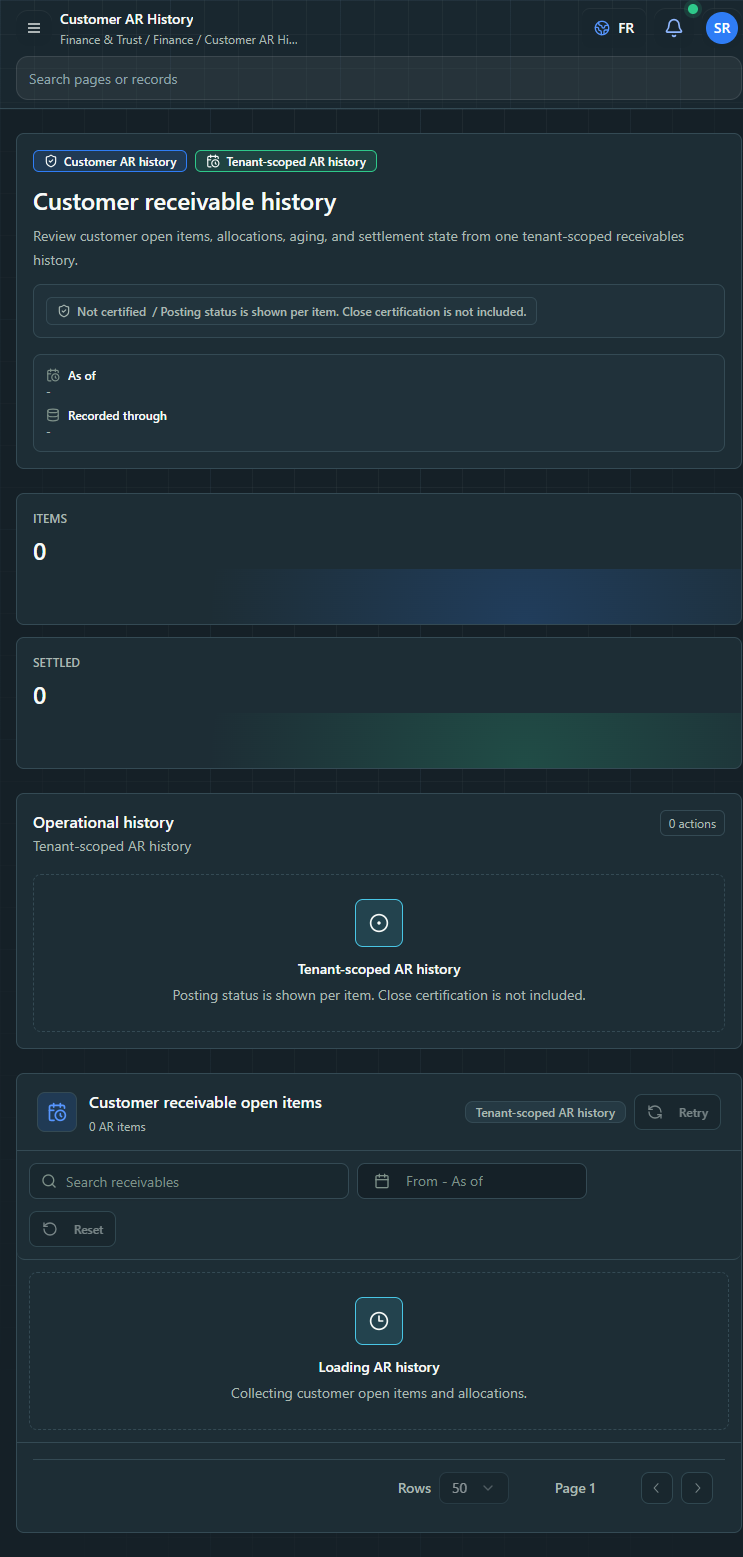 Customer AR History
Finance & Trust / Finance / Customer AR Hi...
FR
SR
Search pages or records
Customer AR history
Tenant-scoped AR history
Customer receivable history
Review customer open items, allocations, aging, and settlement state from one tenant-scoped receivables
history.
Not certified / Posting status is shown per item. Close certification is not included.
As of
-
Recorded through
-
ITEMS
0
SETTLED
0
Operational history
0 actions
Tenant-scoped AR history
Tenant-scoped AR history
Posting status is shown per item. Close certification is not included.
Customer receivable open items
0 AR items
Tenant-scoped AR history
Retry
Search receivables
From - As of
Reset
Loading AR history
Collecting customer open items and allocations.
Rows
50
Page 1